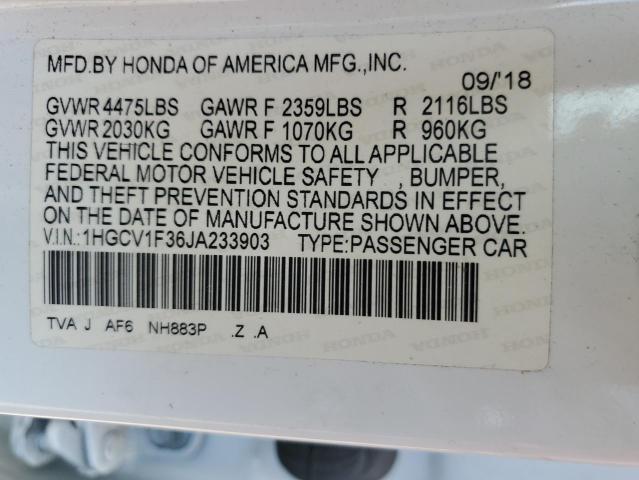 MFD.BY HONDA OF AMERICA MFG.,INC.
09/'18
GVWR 4475LBS GAWR F 2359LBS R 2116LBS
GVWR 2030KG GAWR F 1070KG R 960KG
THIS VEHICLE CONFORMS TO ALL APPLICABLE
FEDERAL MOTOR VEHICLE SAFETY , BUMPER,
AND THEFT PREVENTION STANDARDS IN EFFECT
ON THE DATE OF MANUFACTURE SHOWN ABOVE.
V.I.N.:1HGCV1F36JA233903 TYPE:PASSENGER CAR
TVA J AF6 NH883P .Z .A